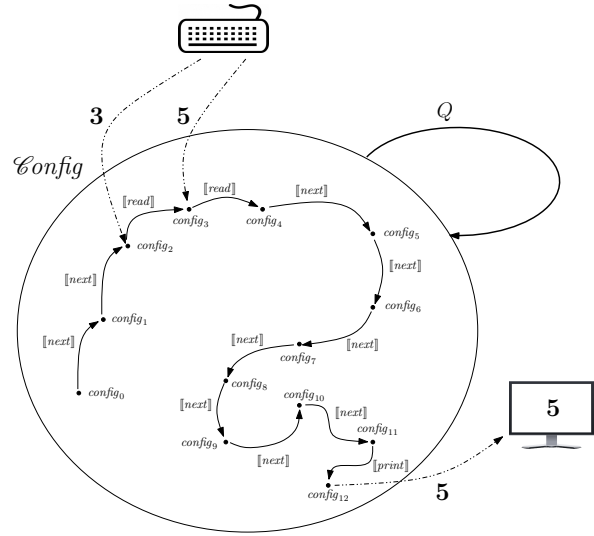 3
5
Q
𝒞onfig
⟦read⟧
⟦read⟧
⟦next⟧
config₃
config₄
config₅
config₂
⟦next⟧
⟦next⟧
config₆
config₁
⟦next⟧
⟦next⟧
⟦next⟧
config₇
config₈
config₀
config₁₀
⟦next⟧
⟦next⟧
5
config₁₁
config₉
⟦next⟧
⟦print⟧
config₁₂
5